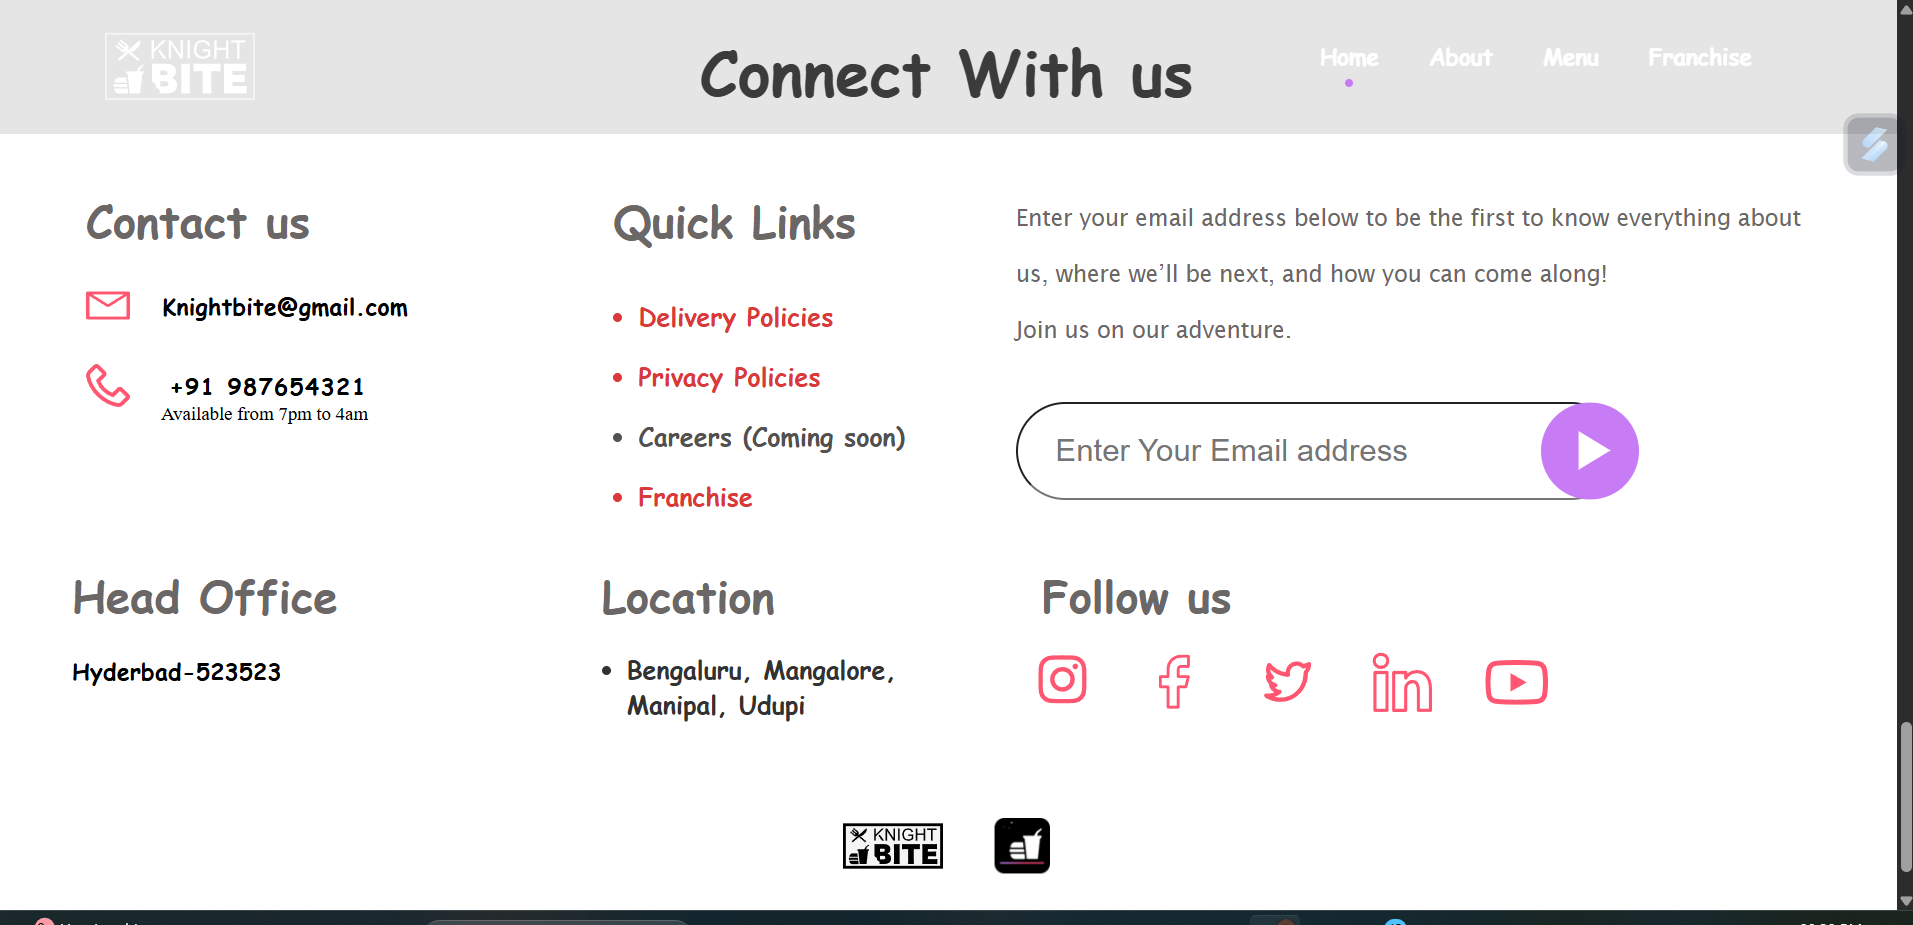 KNIGHT
BITE
Connect With us
Home About Menu Franchise
Contact us
Knightbite@gmail.com
+91 987654321
Available from 7pm to 4am
Quick Links
Delivery Policies
Privacy Policies
Careers (Coming soon)
Franchise
Enter your email address below to be the first to know everything about
us, where we’ll be next, and how you can come along!
Join us on our adventure.
Enter Your Email address
Head Office
Hyderbad-523523
Location
Bengaluru, Mangalore,
Manipal, Udupi
Follow us
KNIGHT
BITE